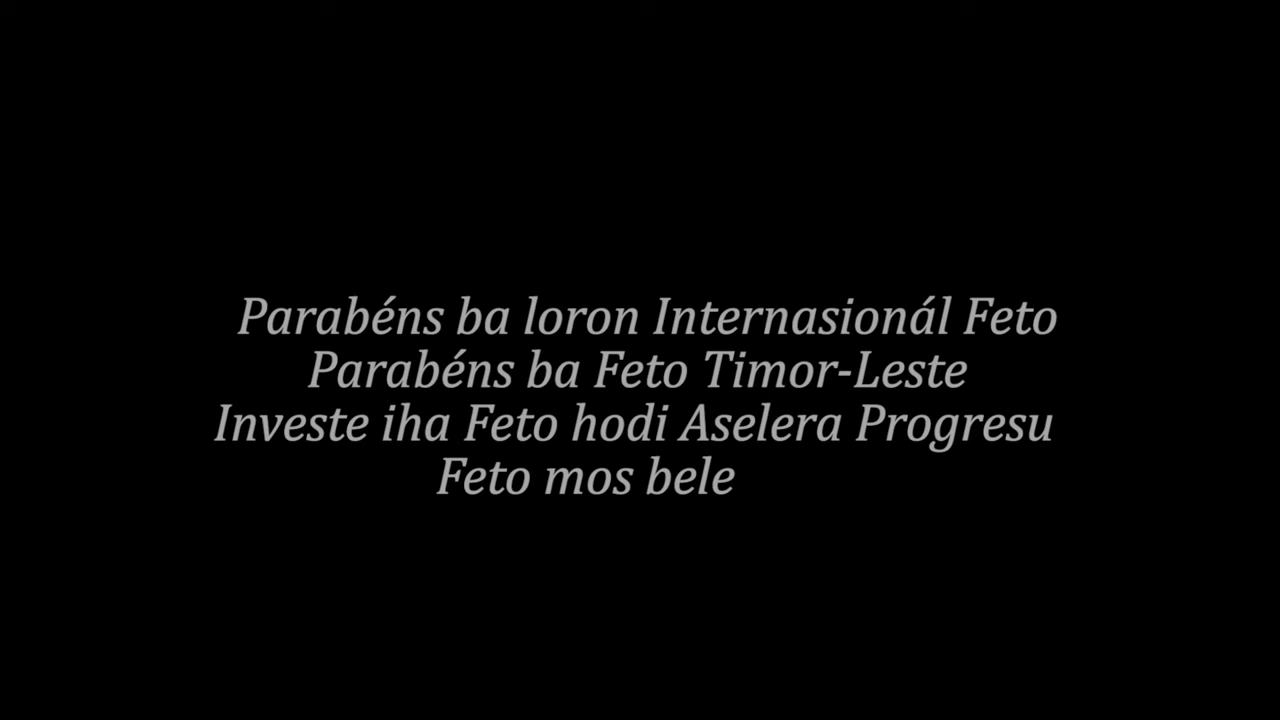 Parabéns ba loron Internasionál Feto
Parabéns ba Feto Timor-Leste
Investe iha Feto hodi Aselera Progresu
Feto mos bele